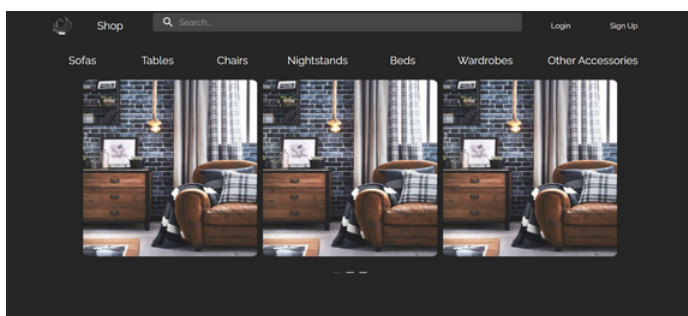 Shop Search... Login Sign Up
Sofas Tables Chairs Nightstands Beds Wardrobes Other Accessories